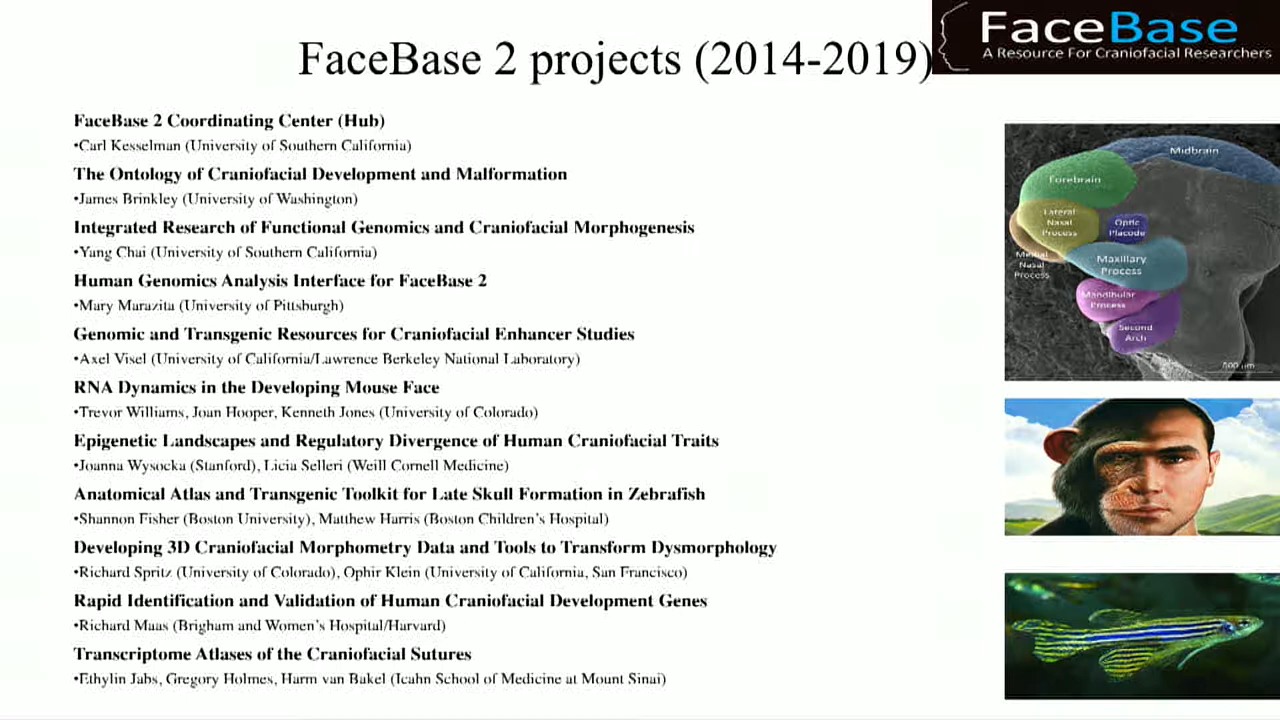 FaceBase 2 projects (2014-2019)
FaceBase
A Resource For Craniofacial Researchers
FaceBase 2 Coordinating Center (Hub)
•Carl Kesselman (University of Southern California)
The Ontology of Craniofacial Development and Malformation
•James Brinkley (University of Washington)
Integrated Research of Functional Genomics and Craniofacial Morphogenesis
•Yang Chai (University of Southern California)
Human Genomics Analysis Interface for FaceBase 2
•Mary Marazita (University of Pittsburgh)
Genomic and Transgenic Resources for Craniofacial Enhancer Studies
•Axel Visel (University of California/Lawrence Berkeley National Laboratory)
RNA Dynamics in the Developing Mouse Face
•Trevor Williams, Joan Hooper, Kenneth Jones (University of Colorado)
Epigenetic Landscapes and Regulatory Divergence of Human Craniofacial Traits
•Joanna Wysocka (Stanford), Licia Selleri (Weill Cornell Medicine)
Anatomical Atlas and Transgenic Toolkit for Late Skull Formation in Zebrafish
•Shannon Fisher (Boston University), Matthew Harris (Boston Children's Hospital)
Developing 3D Craniofacial Morphometry Data and Tools to Transform Dysmorphology
•Richard Spritz (University of Colorado), Ophir Klein (University of California, San Francisco)
Rapid Identification and Validation of Human Craniofacial Development Genes
•Richard Maas (Brigham and Women's Hospital/Harvard)
Transcriptome Atlases of the Craniofacial Sutures
•Ethylin Jabs, Gregory Holmes, Harm van Bakel (Icahn School of Medicine at Mount Sinai)
Midbrain
Forebrain
Lateral
Nasal
Process
Optic
Placode
Medial
Nasal
Process
Maxillary
Process
Mandibular
Process
Second
Arch
500 um